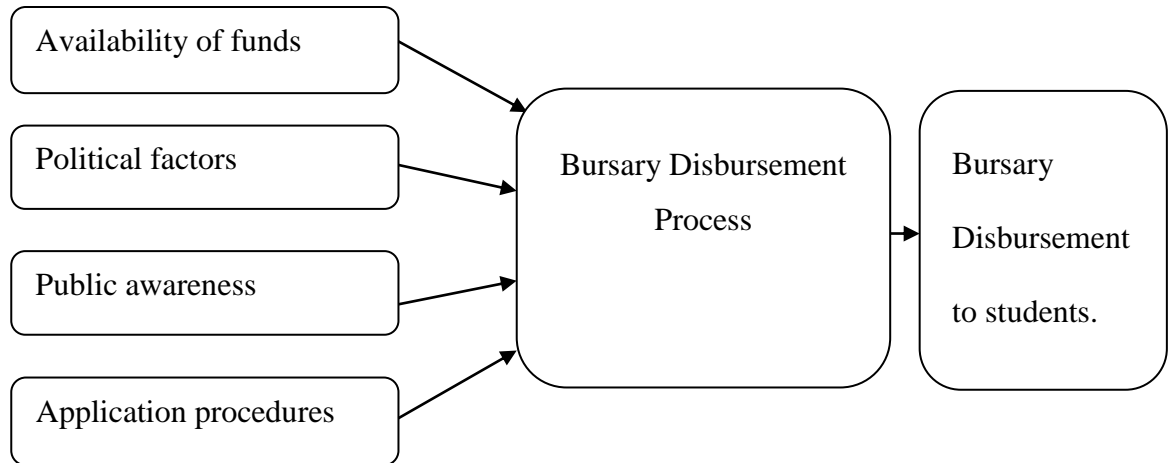 Availability of funds
Political factors
Public awareness
Application procedures
Bursary Disbursement
Process
Bursary
Disbursement
to students.